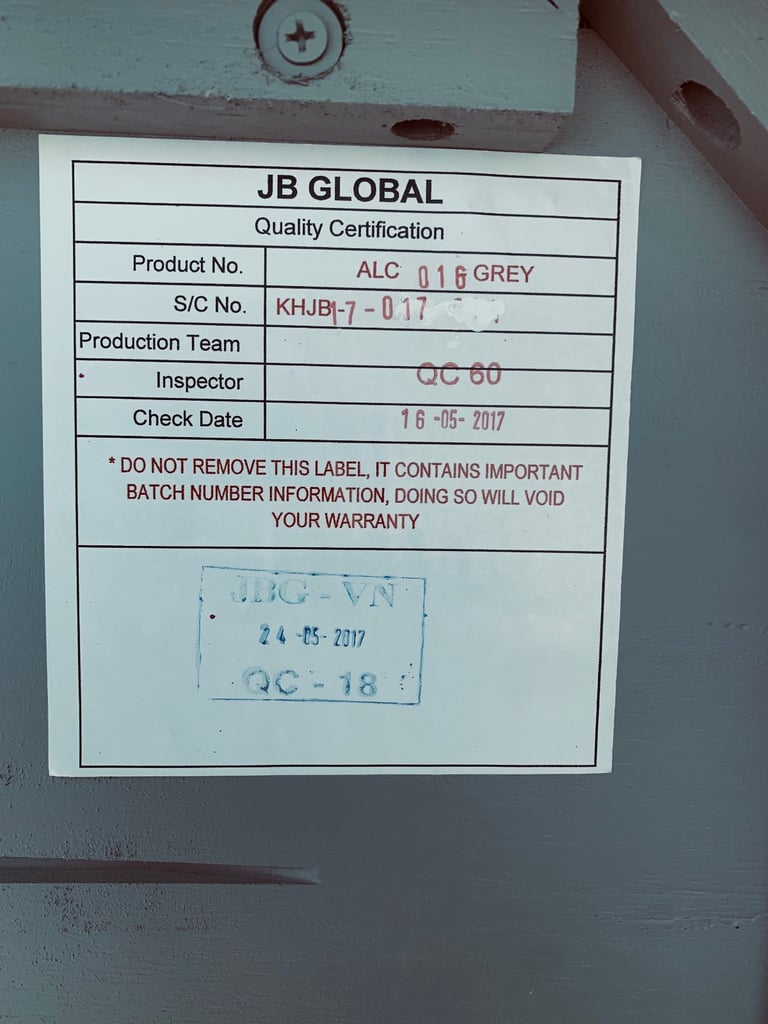 JB GLOBAL
Quality Certification
Product No. ALC 016 GREY
S/C No. KHJB1-7-017
Production Team
Inspector QC 60
Check Date 16-05-2017
* DO NOT REMOVE THIS LABEL, IT CONTAINS IMPORTANT
BATCH NUMBER INFORMATION, DOING SO WILL VOID
YOUR WARRANTY
JBG - VN
24-05-2017
QC - 18